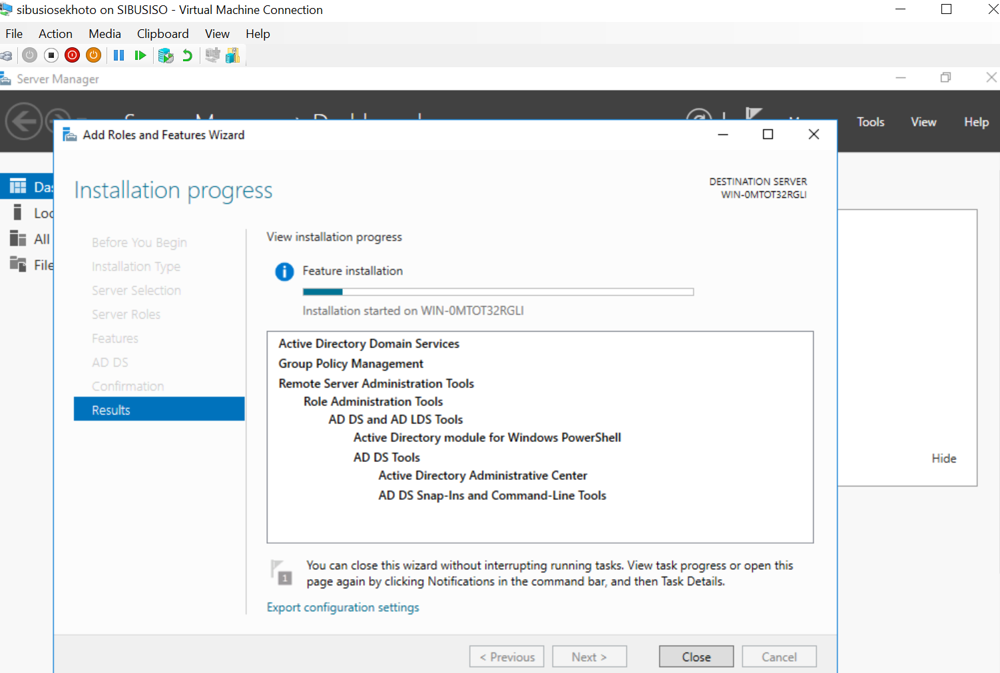 sibusiosekhoto on SIBUSISO - Virtual Machine Connection
File Action Media Clipboard View Help
Server Manager
Tools View Help
Add Roles and Features Wizard
Installation progress
DESTINATION SERVER
WIN-0MTOT32RGLI
Das
Loc
All
File
Before You Begin
Installation Type
Server Selection
Server Roles
Features
AD DS
Confirmation
Results
View installation progress
Feature installation
Installation started on WIN-0MTOT32RGLI
Active Directory Domain Services
Group Policy Management
Remote Server Administration Tools
Role Administration Tools
AD DS and AD LDS Tools
Active Directory module for Windows PowerShell
AD DS Tools
Active Directory Administrative Center
AD DS Snap-Ins and Command-Line Tools
Hide
1
You can close this wizard without interrupting running tasks. View task progress or open this
page again by clicking Notifications in the command bar, and then Task Details.
Export configuration settings
< Previous Next > Close Cancel